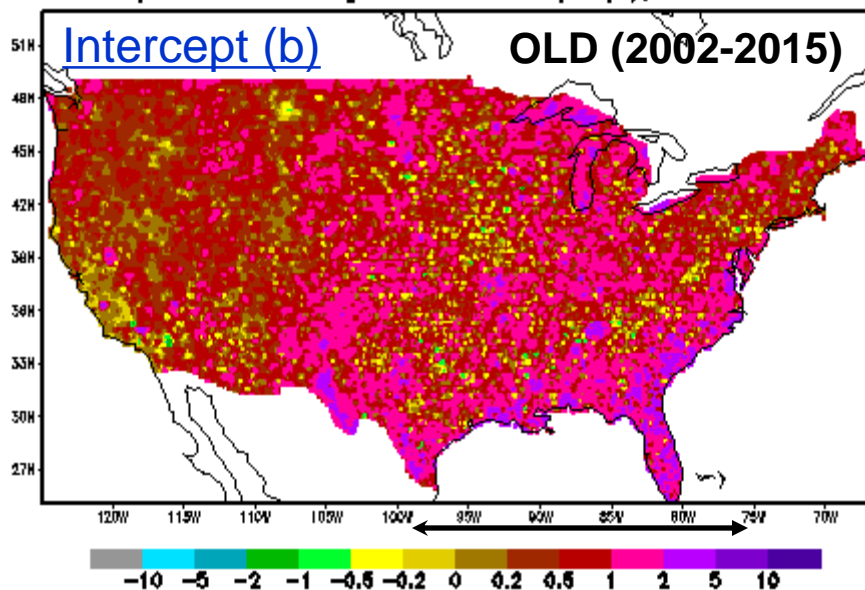 Intercept (b) OLD (2002-2015)
51N
48N
45N
42N
39N
36N
33N
30N
27N
120W 115W 110W 105W 100W 95W 90W 85W 80W 75W 70W
-10 -5 -2 -1 -0.5 -0.2 0 0.2 0.5 1 2 5 10